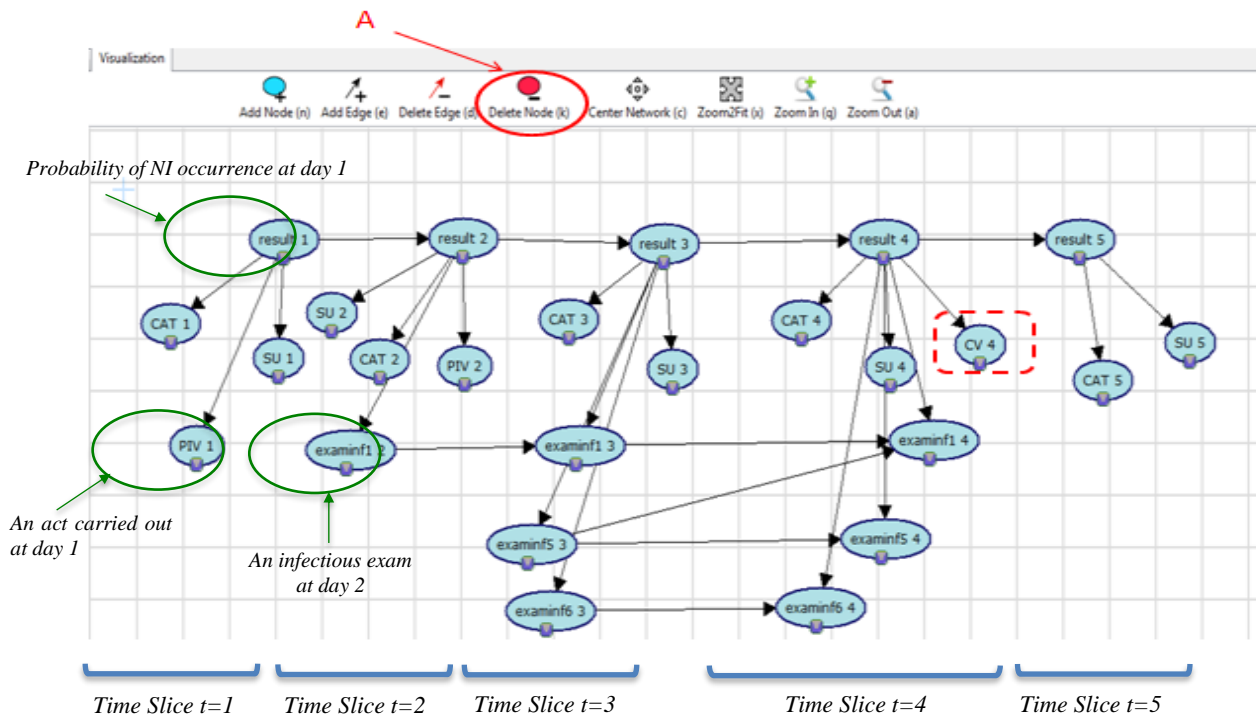 A
Visualization
Add Node (n) Add Edge (e) Delete Edge (d) Delete Node (k) Center Network (c) Zoom2Fit (x) Zoom In (q) Zoom Out (a)
Probability of NI occurrence at day 1
result 1
result 2
result 3
result 4
result 5
CAT 1
SU 2
CAT 3
CAT 4
SU 1
CAT 2
PIV 2
SU 3
SU 4
CV 4
CAT 5
SU 5
PIV 1
examinf1 2
examinf1 3
examinf1 4
An act carried out
at day 1
An infectious exam
at day 2
examinf5 3
examinf5 4
examinf6 3
examinf6 4
Time Slice t=1
Time Slice t=2
Time Slice t=3
Time Slice t=4
Time Slice t=5